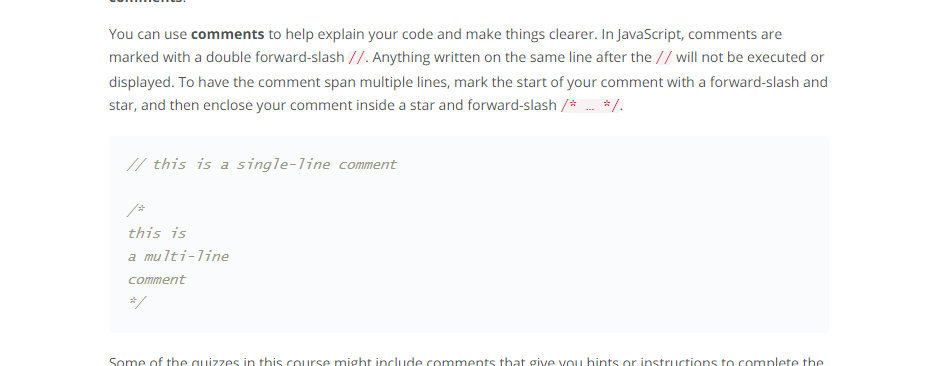 comments.
You can use comments to help explain your code and make things clearer. In JavaScript, comments are
marked with a double forward-slash //. Anything written on the same line after the // will not be executed or
displayed. To have the comment span multiple lines, mark the start of your comment with a forward-slash and
star, and then enclose your comment inside a star and forward-slash /* … */.
// this is a single-line comment
/*
this is
a multi-line
comment
*/
Some of the quizzes in this course might include comments that give you hints or instructions to complete the